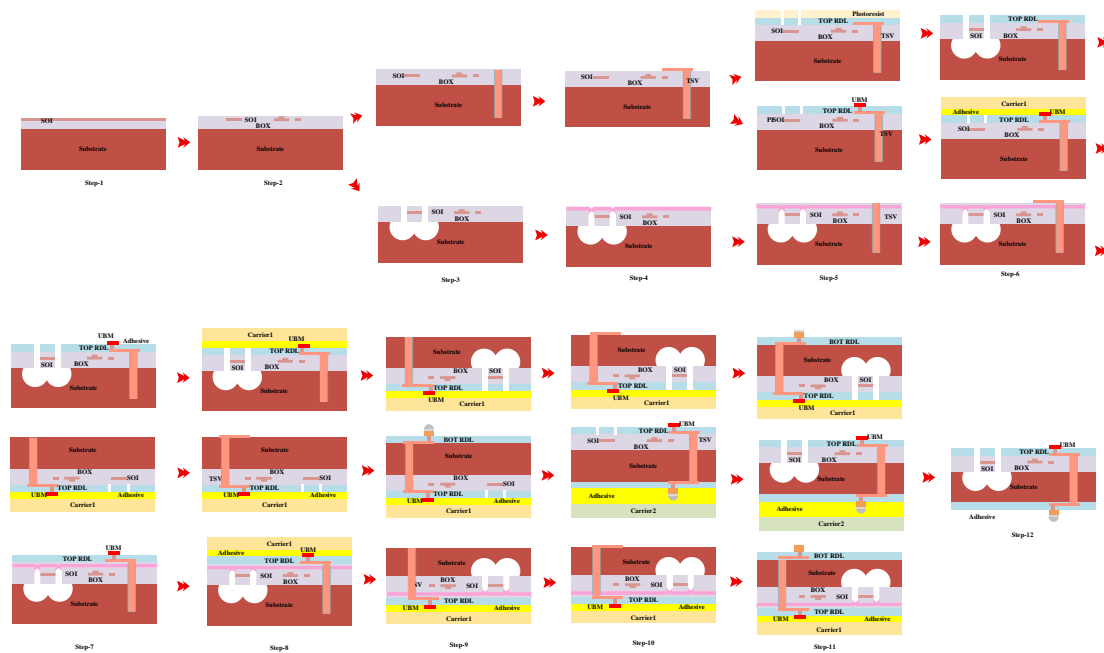 SOI
Substrate
Step-1
SOI
BOX
Substrate
Step-2
SOI
BOX
Substrate
SOI
BOX
TSV
Substrate
Photoresist
TOP RDL
SOI
BOX
TSV
Substrate
TOP RDL
SOI
BOX
Substrate
UBM
TOP RDL
PISOI
BOX
TSV
Substrate
Carrier1
Adhesive
UBM
TOP RDL
SOI
BOX
Substrate
SOI
BOX
Substrate
Step-3
SOI
BOX
Substrate
Step-4
SOI
TSV
BOX
Substrate
Step-5
SOI
BOX
Substrate
Step-6
UBM
Adhesive
TOP RDL
BOX
SOI
Substrate
Carrier1
UBM
TOP RDL
BOX
SOI
Substrate
Substrate
BOX
SOI
TOP RDL
UBM
Carrier1
Substrate
BOX
SOI
TOP RDL
UBM
Carrier1
BOT RDL
Substrate
BOX
SOI
TOP RDL
UBM
Carrier1
Substrate
BOX
SOI
TOP RDL
UBM
Adhesive
Carrier1
Substrate
BOX
TSV
SOI
TOP RDL
UBM
Adhesive
Carrier1
BOT RDL
Substrate
BOX
SOI
TOP RDL
UBM
Adhesive
Carrier1
UBM
TOP RDL
SOI
TSV
BOX
Substrate
Adhesive
Carrier2
UBM
TOP RDL
SOI
BOX
Substrate
Adhesive
Carrier2
UBM
TOP RDL
SOI
BOX
Substrate
Adhesive
Step-12
UBM
TOP RDL
SOI
BOX
Substrate
Step-7
Carrier1
Adhesive
UBM
TOP RDL
SOI
BOX
Substrate
Step-8
Substrate
BOX
SV
SOI
TOP RDL
UBM
Adhesive
Carrier1
Step-9
Substrate
BOX
SOI
TOP RDL
UBM
Adhesive
Carrier1
Step-10
BOT RDL
Substrate
BOX
SOI
TOP RDL
UBM
Adhesive
Carrier1
Step-11